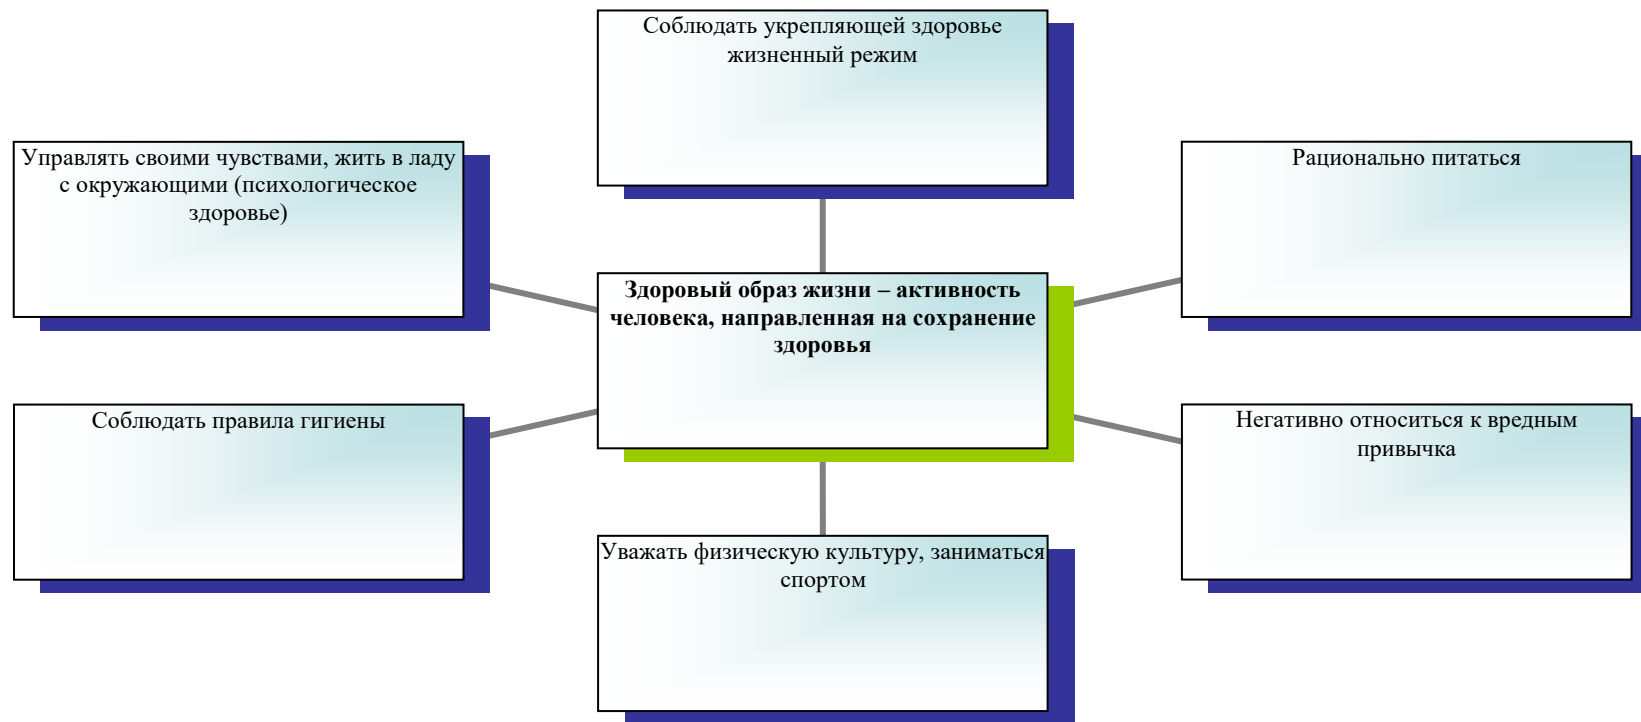 Соблюдать укрепляющей здоровье
жизненный режим
Управлять своими чувствами, жить в ладу
с окружающими (психологическое
здоровье)
Рационально питаться
Здоровый образ жизни – активность
человека, направленная на сохранение
здоровья
Соблюдать правила гигиены
Негативно относиться к вредным
привычка
Уважать физическую культуру, заниматься
спортом